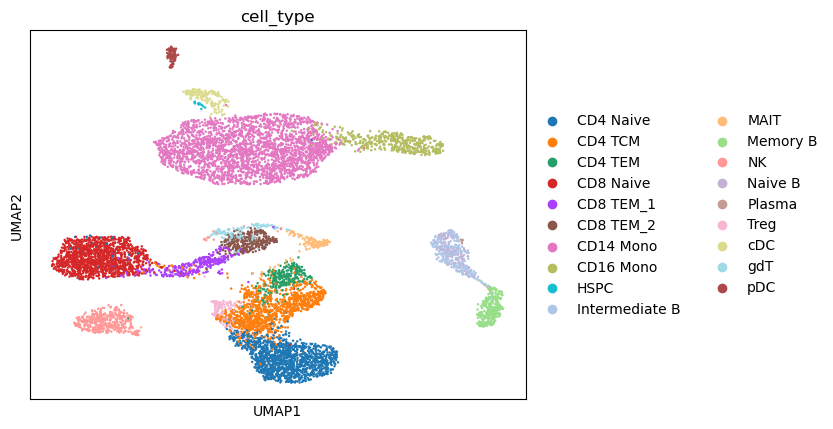 cell_type
UMAP2
UMAP1
CD4 Naive
CD4 TCM
CD4 TEM
CD8 Naive
CD8 TEM_1
CD8 TEM_2
CD14 Mono
CD16 Mono
HSPC
Intermediate B
MAIT
Memory B
NK
Naive B
Plasma
Treg
cDC
gdT
pDC